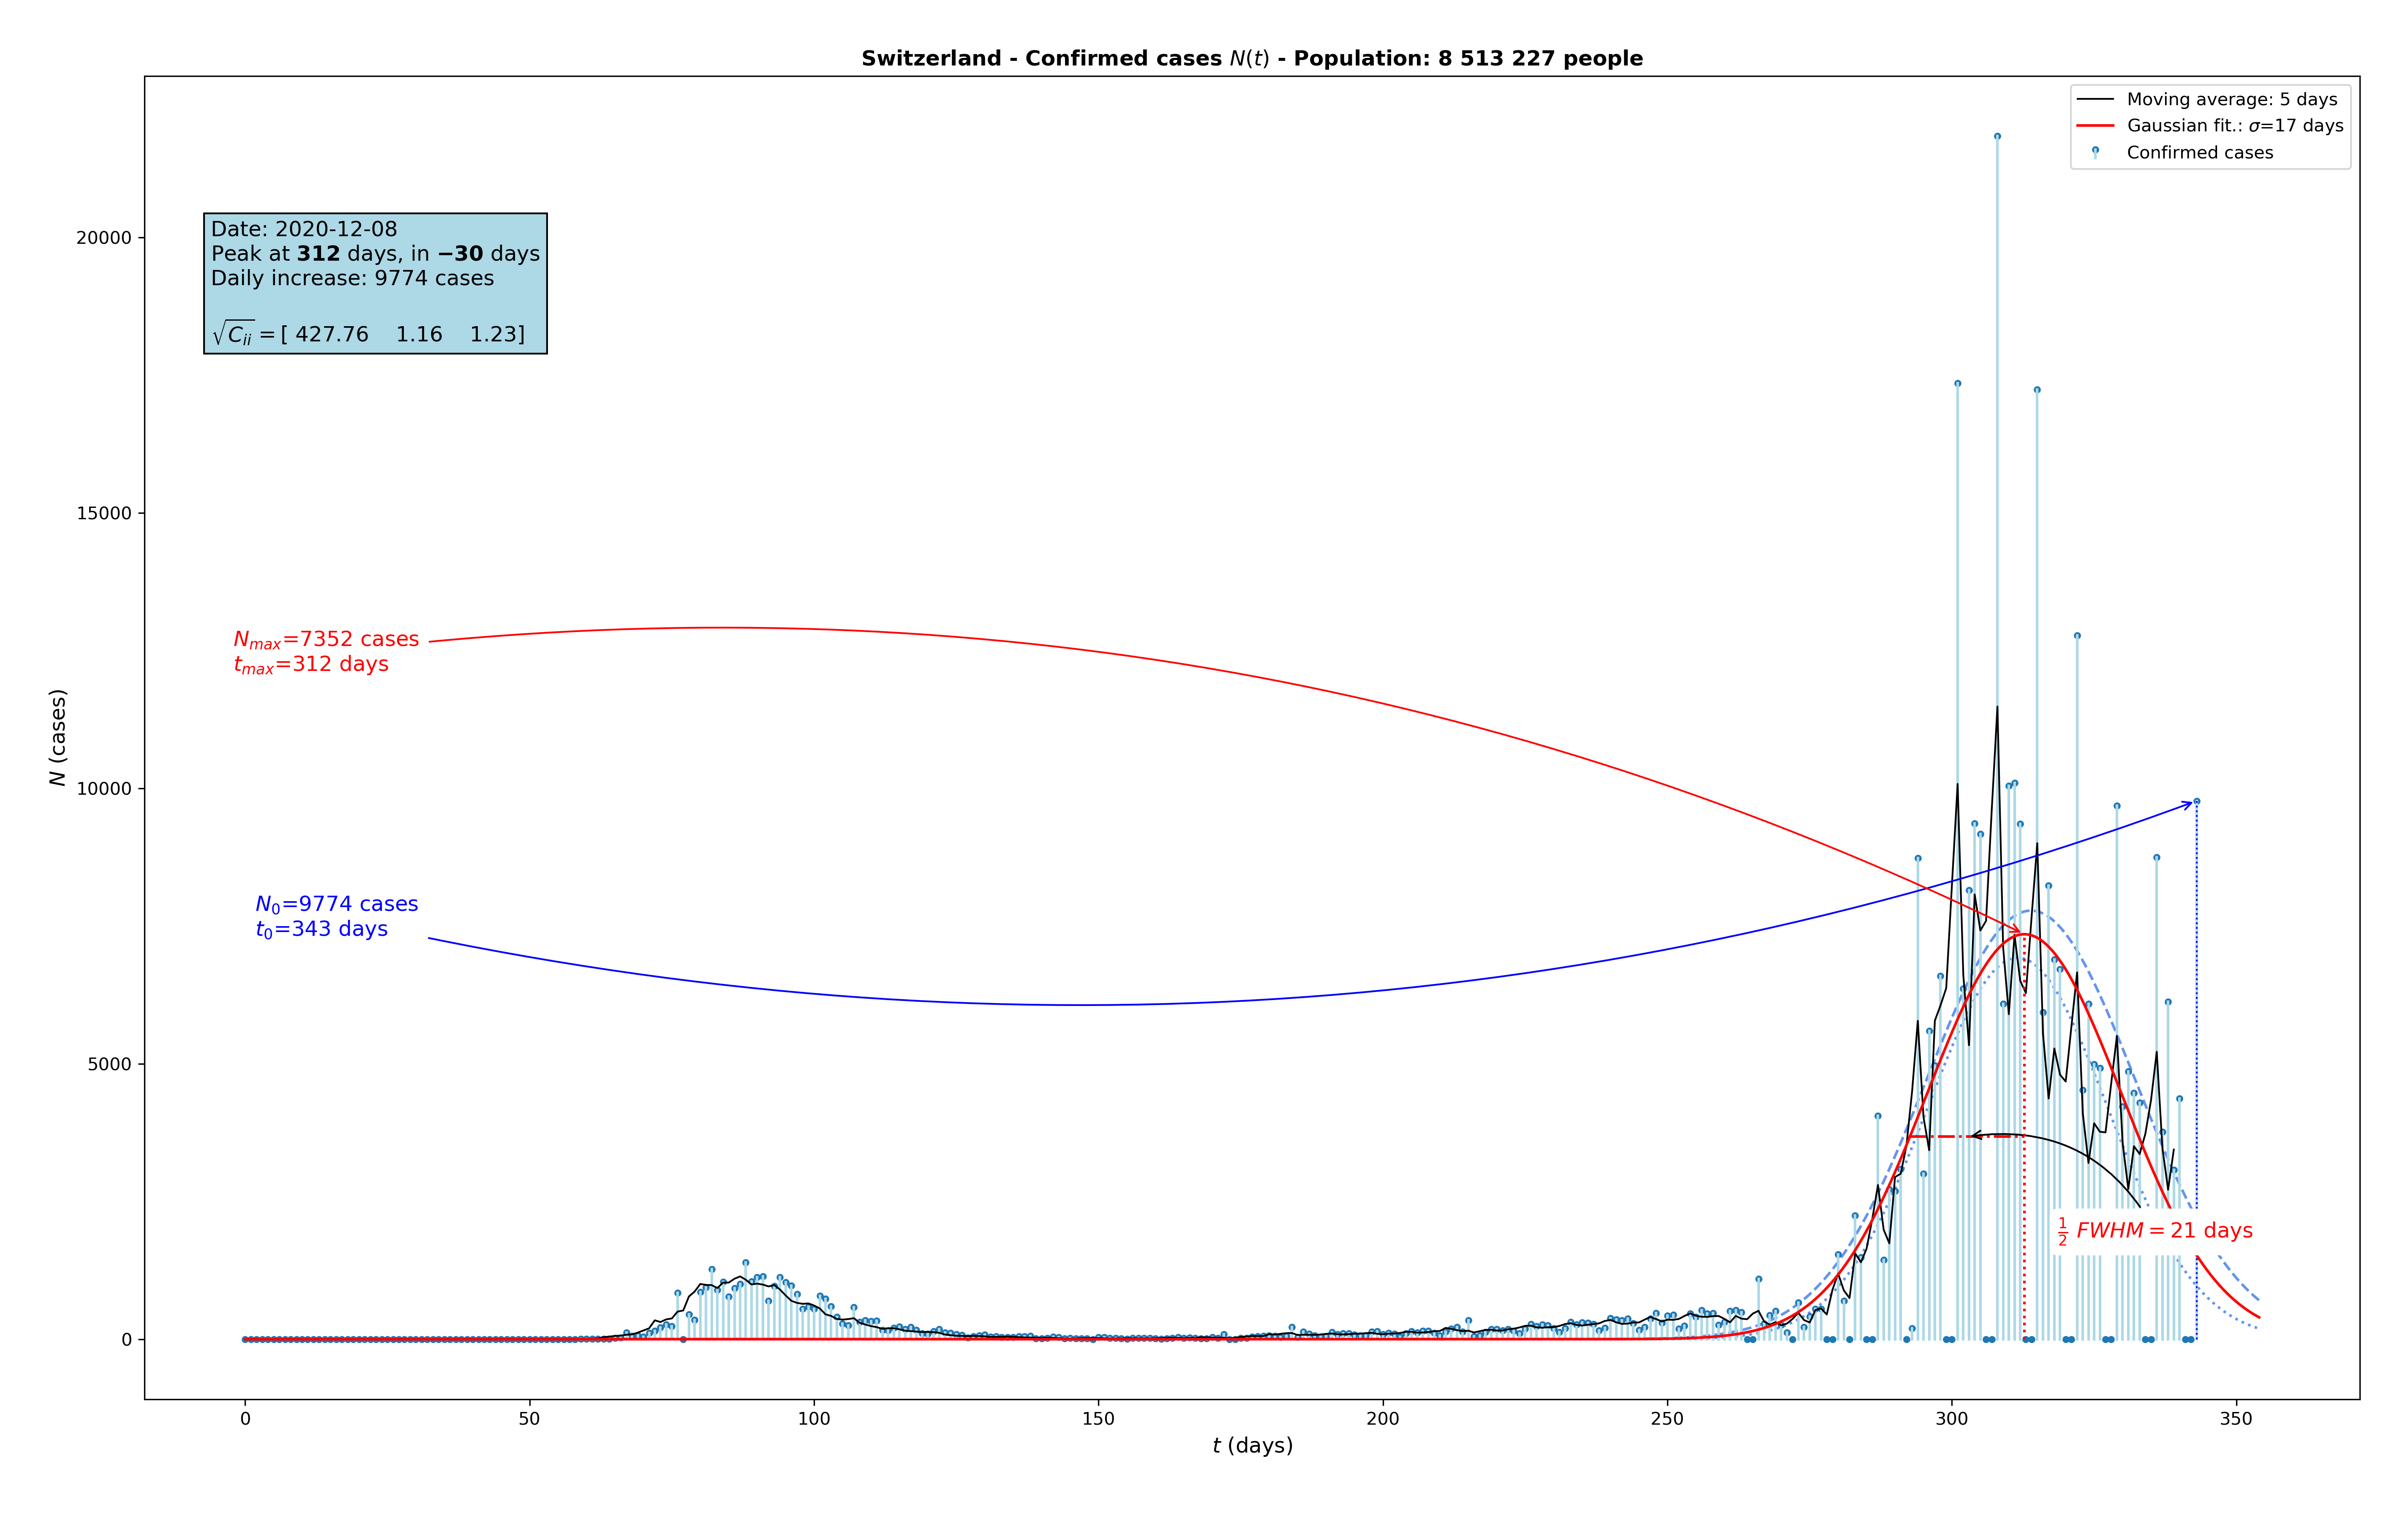 Switzerland - Confirmed cases N(t) - Population: 8 513 227 people
Moving average: 5 days
Gaussian fit.: σ=17 days
Confirmed cases
Date: 2020-12-08
Peak at 312 days, in −30 days
Daily increase: 9774 cases
√C_ii = [ 427.76 1.16 1.23]
N_max=7352 cases
t_max=312 days
N_0=9774 cases
t_0=343 days
½ FWHM = 21 days
N (cases)
20000
15000
10000
5000
0
0 50 100 150 200 250 300 350
t (days)